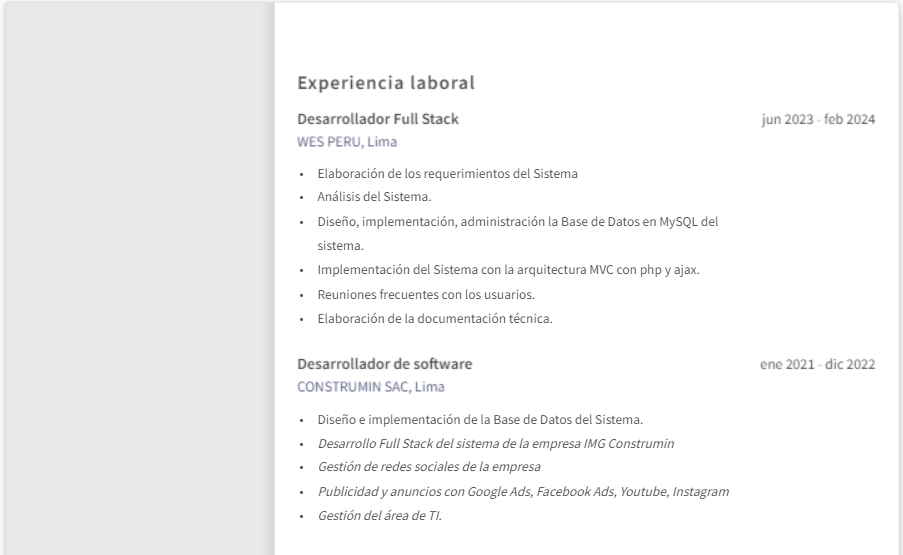 Experiencia laboral
Desarrollador Full Stack
jun 2023 - feb 2024
WES PERU, Lima
• Elaboración de los requerimientos del Sistema
• Análisis del Sistema.
• Diseño, implementación, administración la Base de Datos en MySQL del
sistema.
• Implementación del Sistema con la arquitectura MVC con php y ajax.
• Reuniones frecuentes con los usuarios.
• Elaboración de la documentación técnica.
Desarrollador de software
ene 2021 - dic 2022
CONSTRUMIN SAC, Lima
• Diseño e implementación de la Base de Datos del Sistema.
• Desarrollo Full Stack del sistema de la empresa IMG Construmin
• Gestión de redes sociales de la empresa
• Publicidad y anuncios con Google Ads, Facebook Ads, Youtube, Instagram
• Gestión del área de TI.